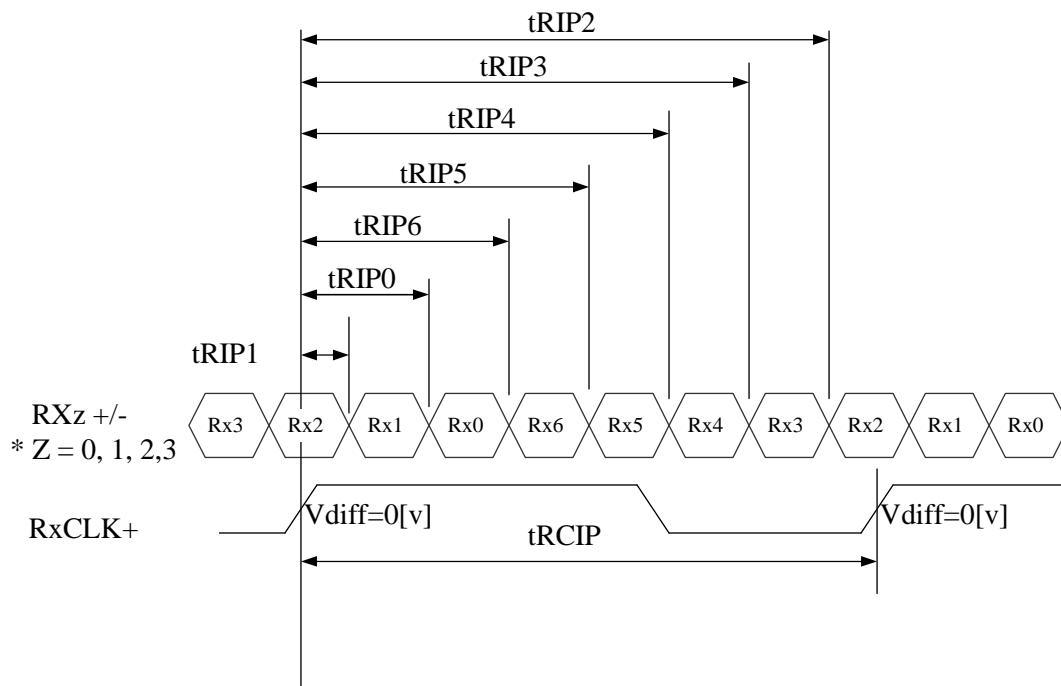 tRIP2
tRIP3
tRIP4
tRIP5
tRIP6
tRIP0
tRIP1
RXz +/-
* Z = 0, 1, 2,3
Rx3 Rx2 Rx1 Rx0 Rx6 Rx5 Rx4 Rx3 Rx2 Rx1 Rx0
RxCLK+
Vdiff=0[v] Vdiff=0[v]
tRCIP